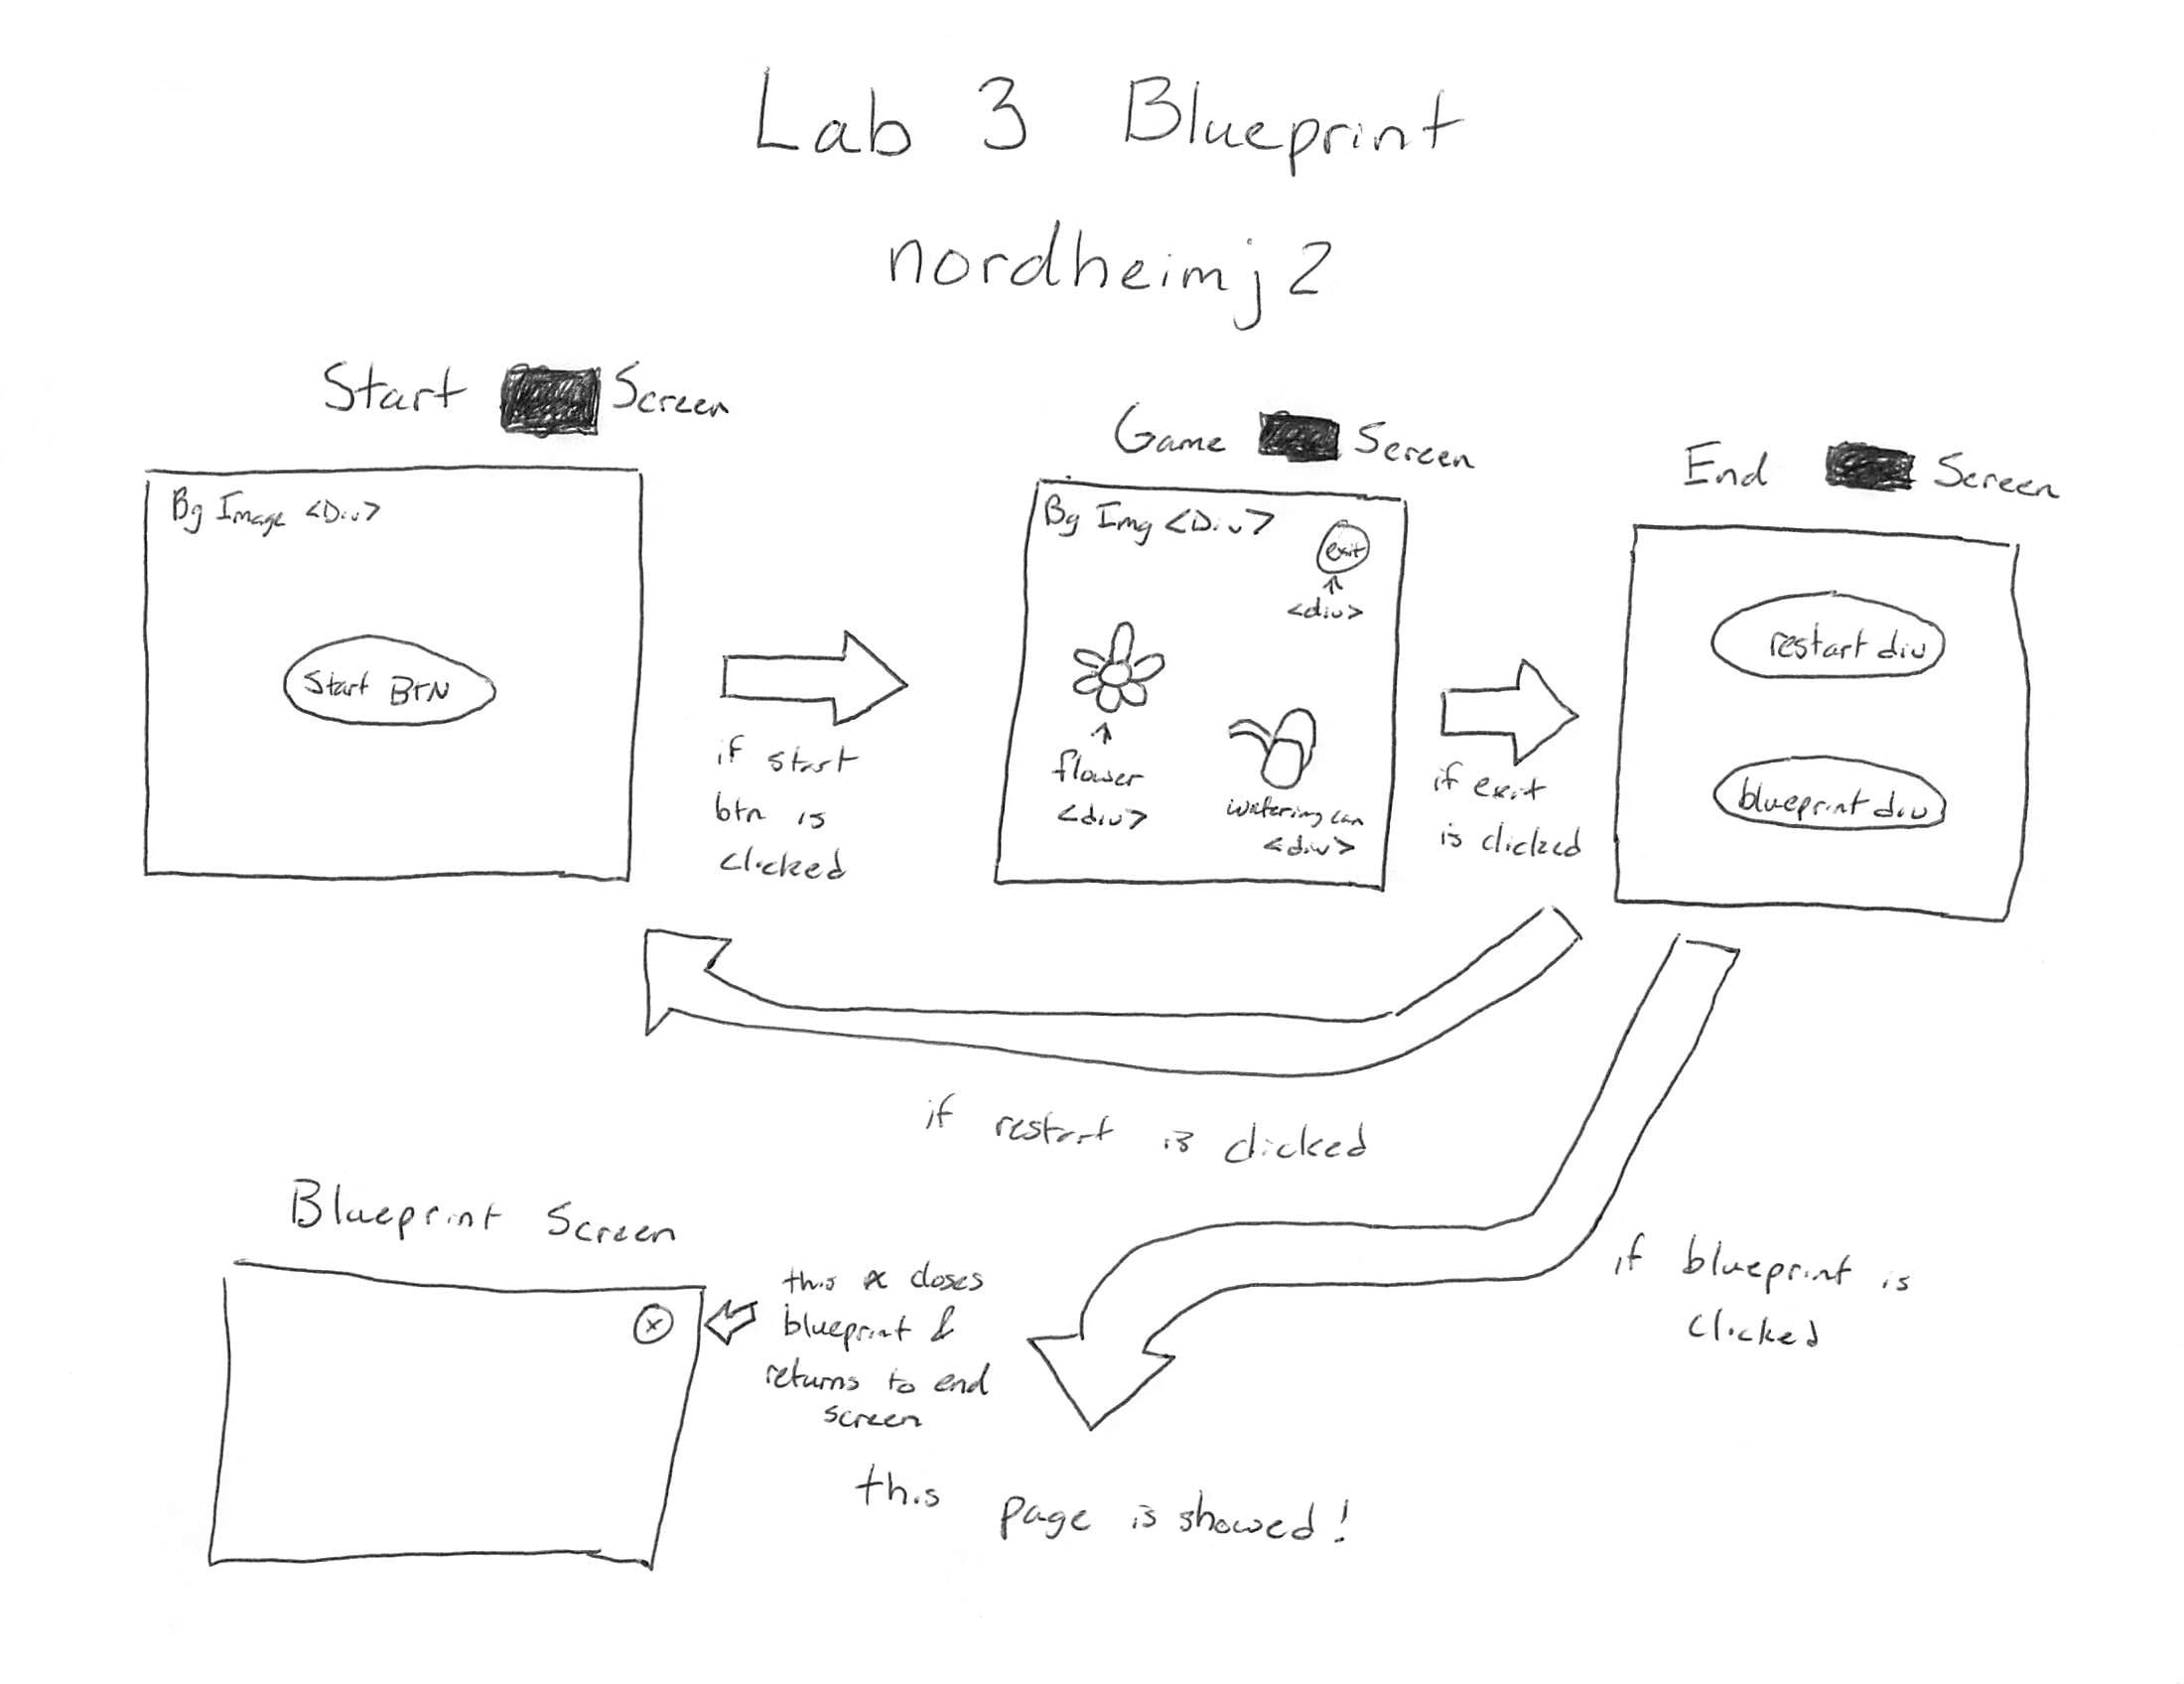 Lab 3 Blueprint
nordheimj2
Start Screen
Bg Image <Div>
Start BTN
if start
btn is
clicked
Game Screen
Bg Img <Div>
exit
<div>
flower
<div>
watering can
<div>
if exit
is clicked
End Screen
restart div
blueprint div
if restart is clicked
if blueprint is
clicked
Blueprint Screen
x
this x closes
blueprint &
returns to end
screen
this page is showed!